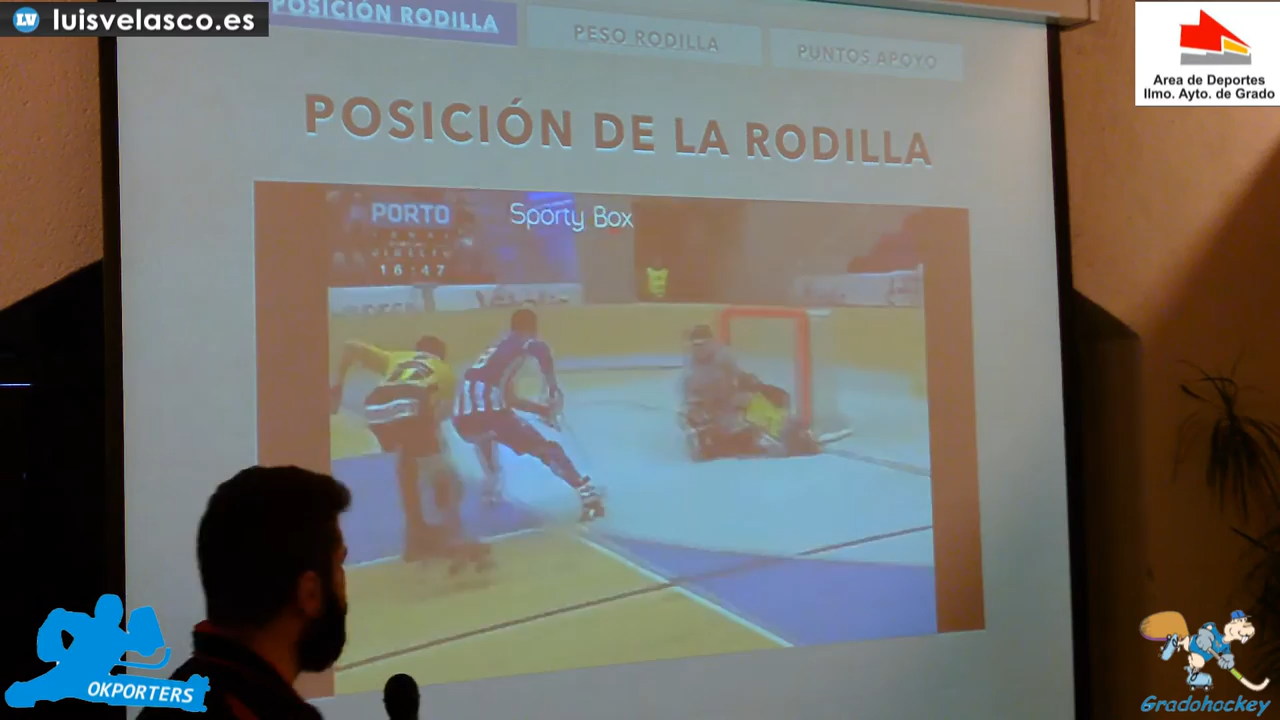 LV luisvelasco.es
POSICIÓN RODILLA
PESO RODILLA
PUNTOS APOYO
Area de Deportes
Ilmo. Ayto. de Grado
POSICIÓN DE LA RODILLA
PORTO
Sporty Box
16:47
OKPORTERS
Gradohockey